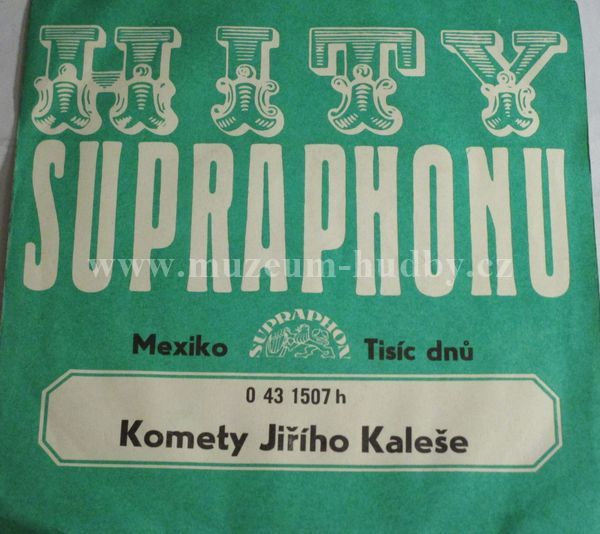 HITY
SUPRAPHONU
www.muzeum-hudby.cz
Mexiko SUPRAPHON Tisíc dnů
0 43 1507 h
Komety Jiřího Kaleše